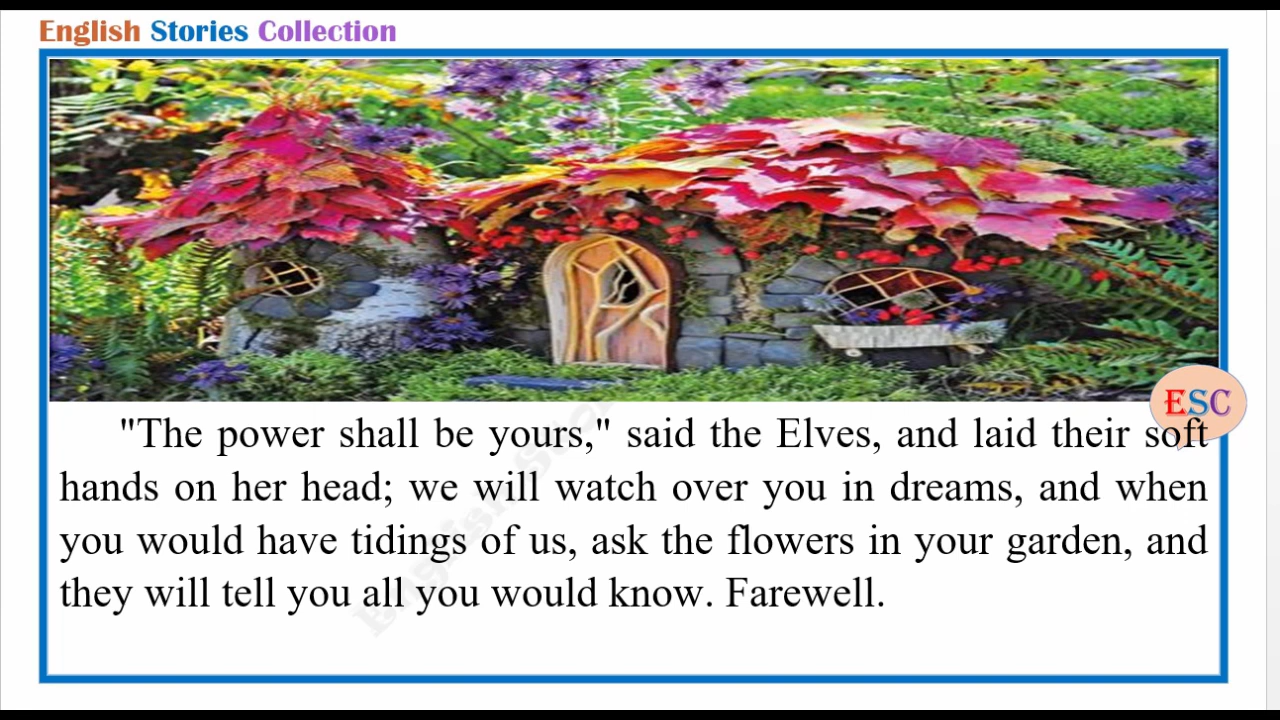 English Stories Collection
ESC
"The power shall be yours," said the Elves, and laid their soft
hands on her head; we will watch over you in dreams, and when
you would have tidings of us, ask the flowers in your garden, and
they will tell you all you would know. Farewell.